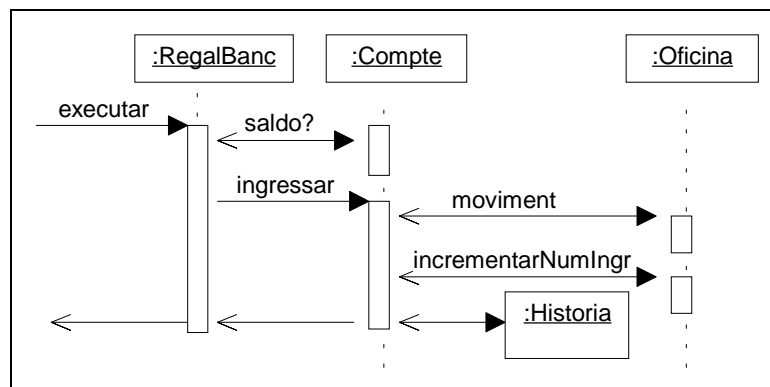 :RegalBanc
:Compte
:Oficina
executar
saldo?
ingressar
moviment
incrementarNumIngr
:Historia